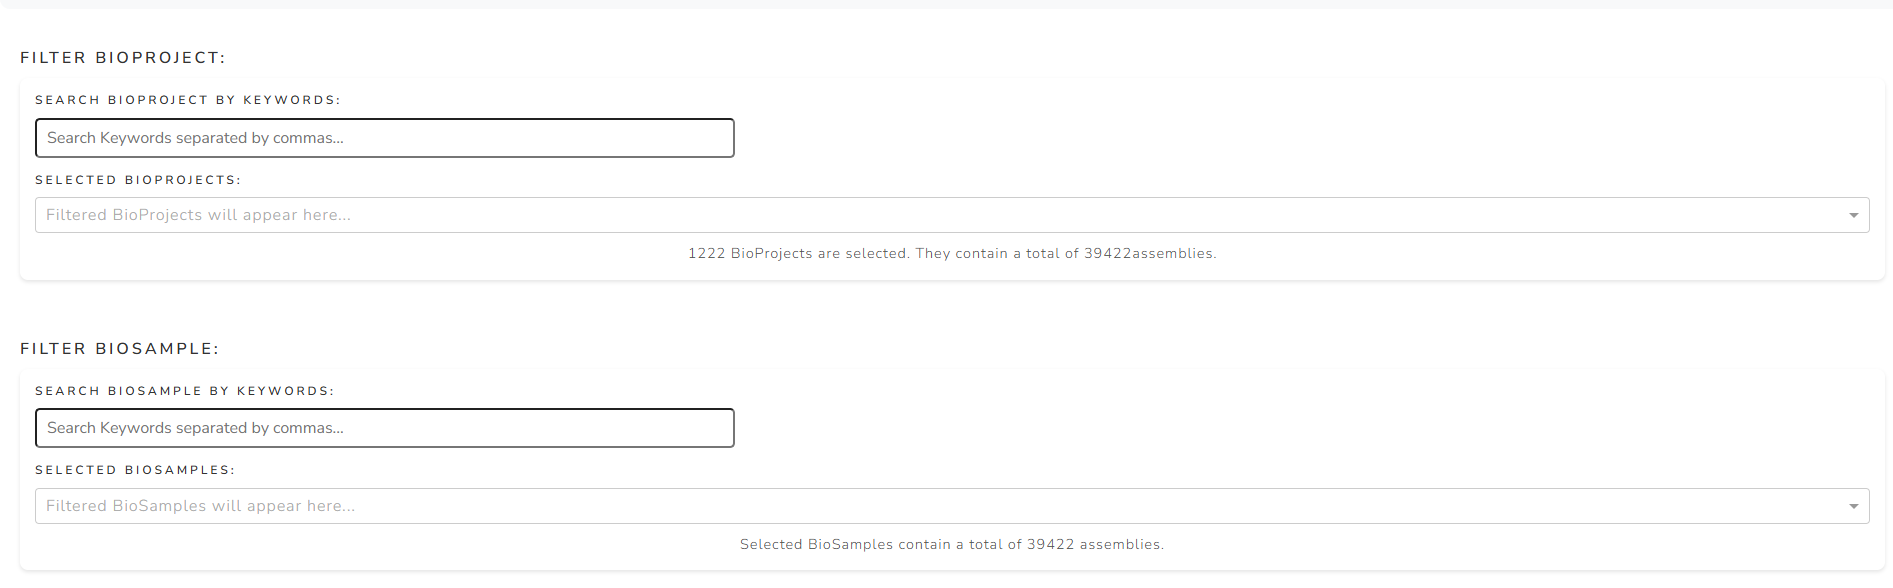 FILTER BIOPROJECT:
SEARCH BIOPROJECT BY KEYWORDS:
Search Keywords separated by commas...
SELECTED BIOPROJECTS:
Filtered BioProjects will appear here...
1222 BioProjects are selected. They contain a total of 39422assemblies.
FILTER BIOSAMPLE:
SEARCH BIOSAMPLE BY KEYWORDS:
Search Keywords separated by commas...
SELECTED BIOSAMPLES:
Filtered BioSamples will appear here...
Selected BioSamples contain a total of 39422 assemblies.